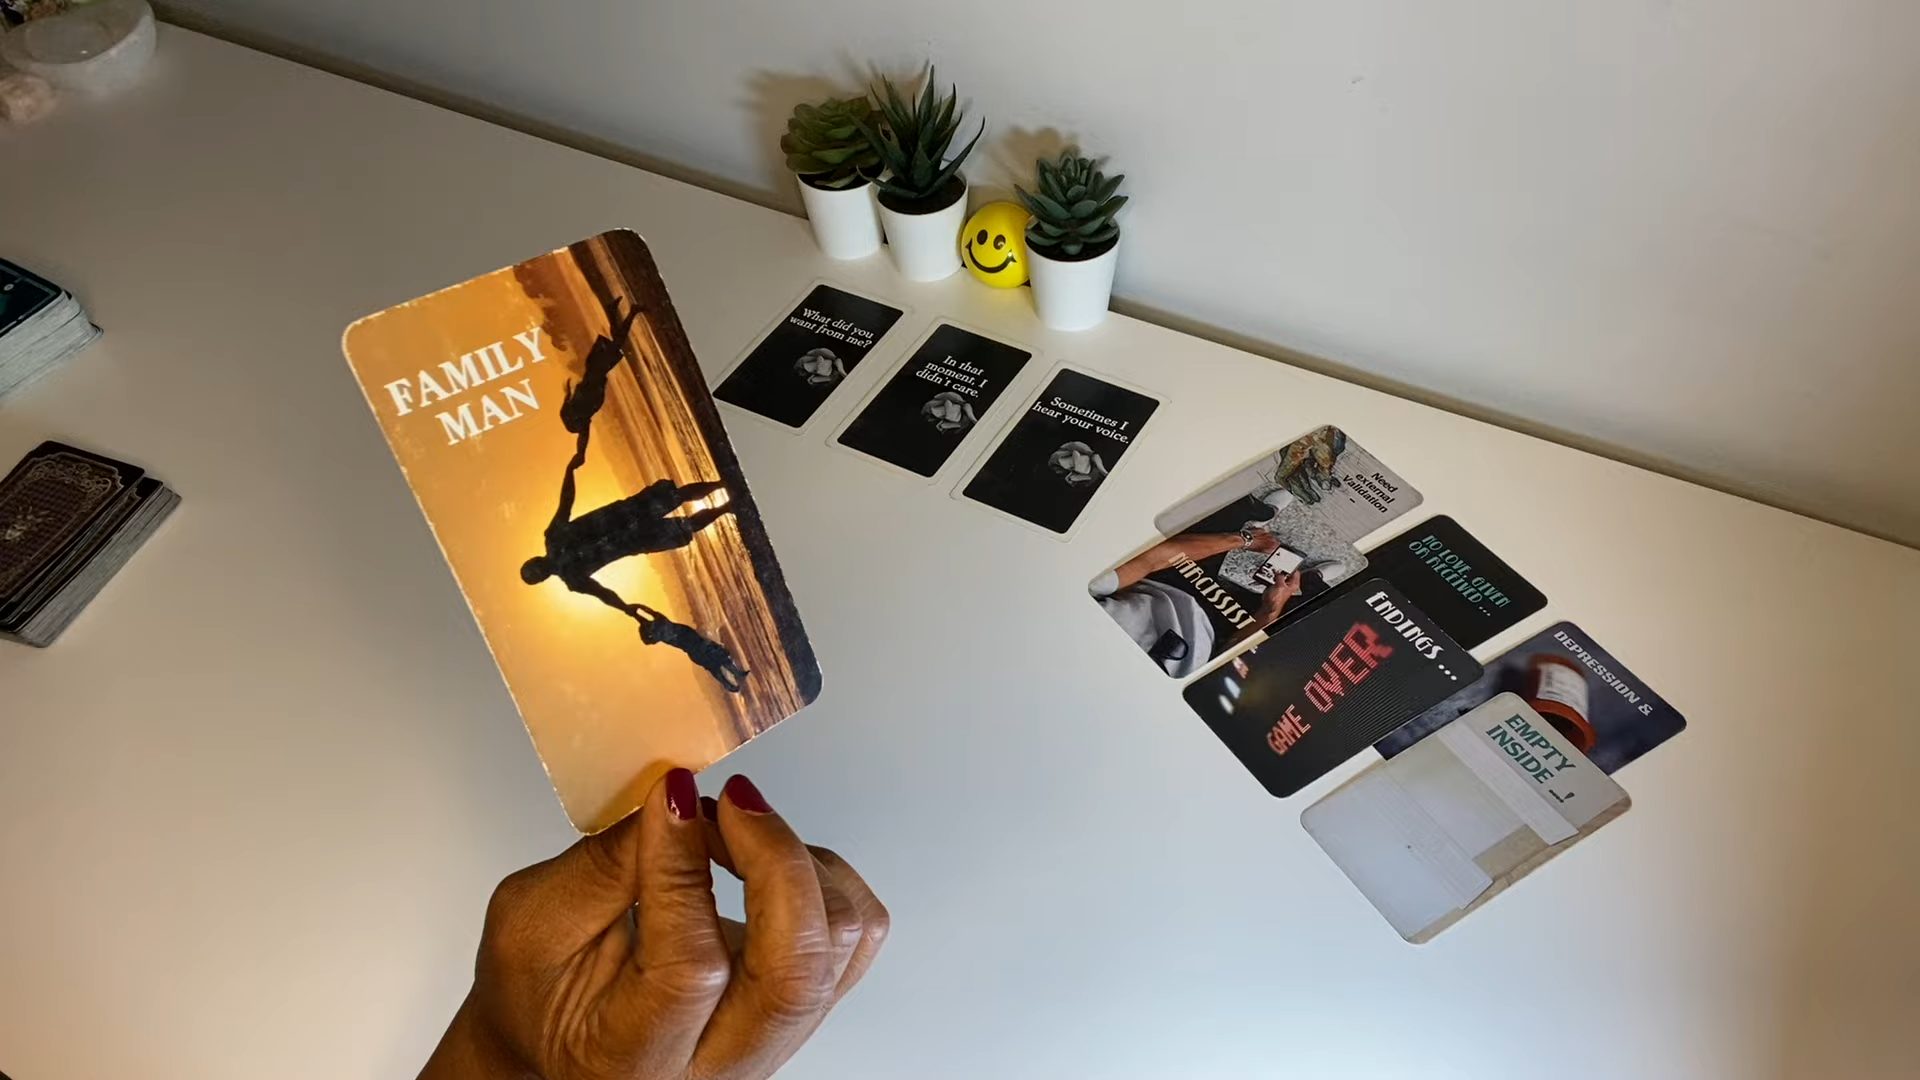 FAMILY
MAN
What did you
want from me?
In that
moment, I
didn't care.
Sometimes I
hear your voice.
Need
external
Validation
NARCISSIST
NO LOVE GIVEN
OR RECEIVED...
ENDINGS...
GAME OVER
DEPRESSION &
EMPTY
INSIDE...!